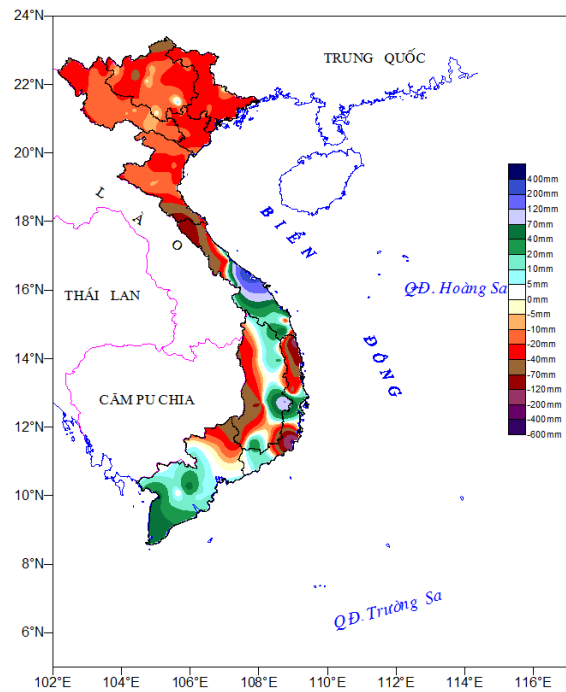 24°N
22°N
20°N
18°N
16°N
14°N
12°N
10°N
8°N
6°N
TRUNG QUỐC
LAO
BIỂN
ĐÔNG
THÁI LAN
QĐ. Hoàng Sa
CĂM PU CHIA
QĐ. Trường Sa
400mm
200mm
120mm
70mm
40mm
20mm
10mm
5mm
0mm
-5mm
-10mm
-20mm
-40mm
-70mm
-120mm
-200mm
-400mm
-600mm
102°E 104°E 106°E 108°E 110°E 112°E 114°E 116°E